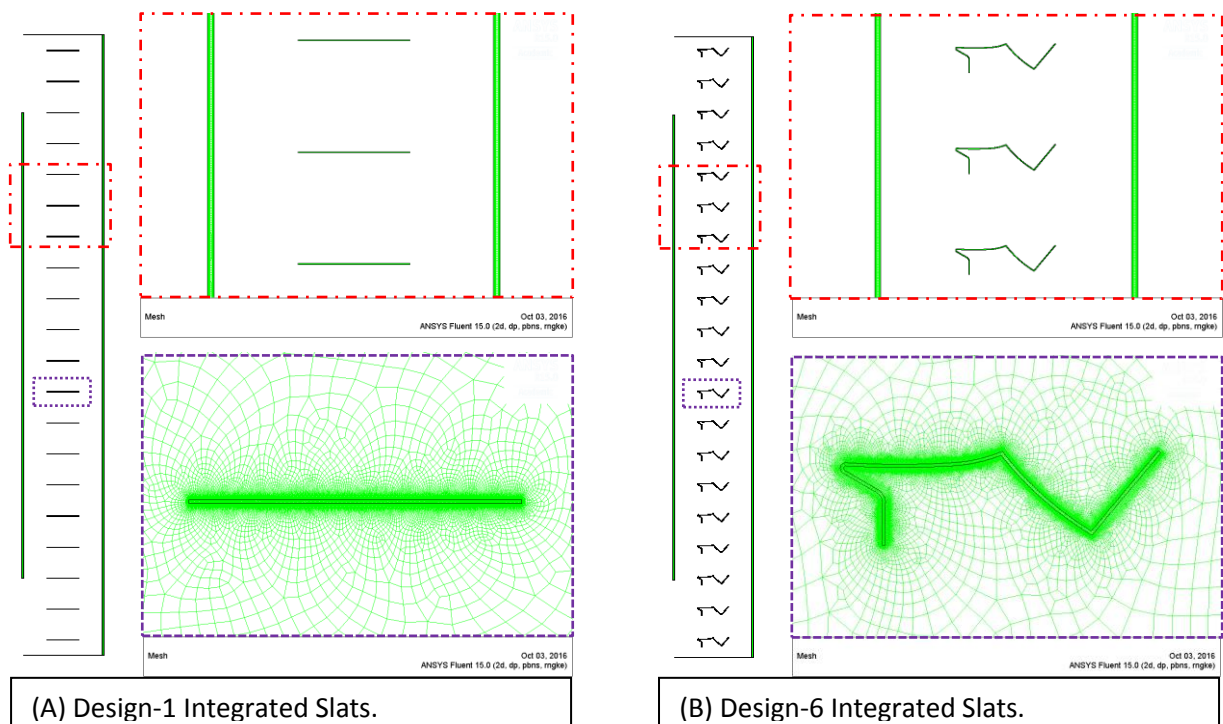 Mesh
Oct 03, 2016
ANSYS Fluent 15.0 (2d, dp, pbns, rngke)
Mesh
Oct 03, 2016
ANSYS Fluent 15.0 (2d, dp, pbns, rngke)
(A) Design-1 Integrated Slats.
Mesh
Oct 03, 2016
ANSYS Fluent 15.0 (2d, dp, pbns, rngke)
Mesh
Oct 03, 2016
ANSYS Fluent 15.0 (2d, dp, pbns, rngke)
(B) Design-6 Integrated Slats.